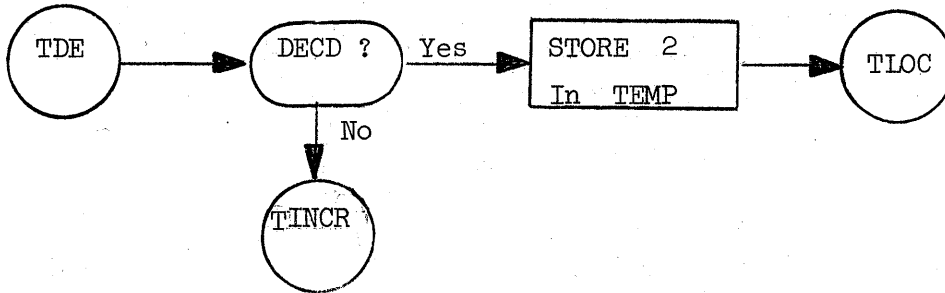 TDE
DECD ?
Yes
STORE 2
In TEMP
TLOC
No
TINCR